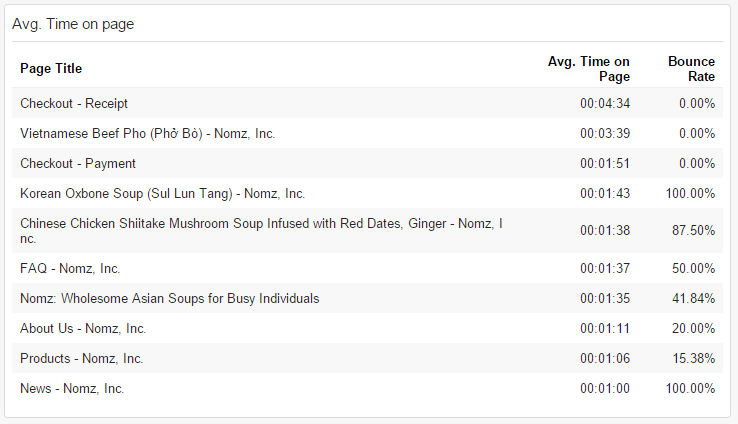 Avg. Time on page
Page Title Avg. Time on Page Bounce Rate
Checkout - Receipt 00:04:34 0.00%
Vietnamese Beef Pho (Phở Bò) - Nomz, Inc. 00:03:39 0.00%
Checkout - Payment 00:01:51 0.00%
Korean Oxbone Soup (Sul Lun Tang) - Nomz, Inc. 00:01:43 100.00%
Chinese Chicken Shiitake Mushroom Soup Infused with Red Dates, Ginger - Nomz, I
nc. 00:01:38 87.50%
FAQ - Nomz, Inc. 00:01:37 50.00%
Nomz: Wholesome Asian Soups for Busy Individuals 00:01:35 41.84%
About Us - Nomz, Inc. 00:01:11 20.00%
Products - Nomz, Inc. 00:01:06 15.38%
News - Nomz, Inc. 00:01:00 100.00%